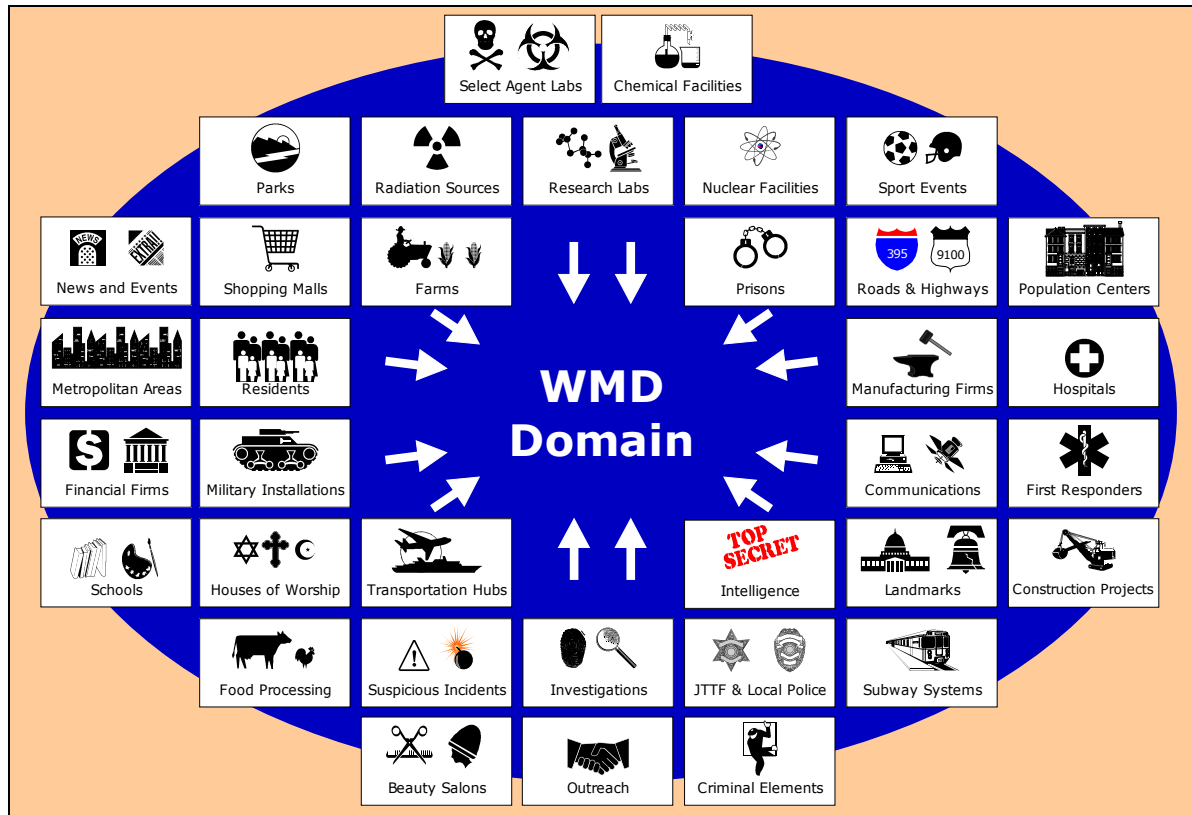 Select Agent Labs
Chemical Facilities
Parks
Radiation Sources
Research Labs
Nuclear Facilities
Sport Events
NEWS
EXTRA!
News and Events
Shopping Malls
Farms
Prisons
395
9100
Roads & Highways
Population Centers
Metropolitan Areas
Residents
WMD
Domain
Manufacturing Firms
Hospitals
$
Financial Firms
Military Installations
Communications
First Responders
Schools
Houses of Worship
Transportation Hubs
TOP
SECRET
Intelligence
Landmarks
Construction Projects
Food Processing
Suspicious Incidents
Investigations
JTTF & Local Police
Subway Systems
Beauty Salons
Outreach
Criminal Elements